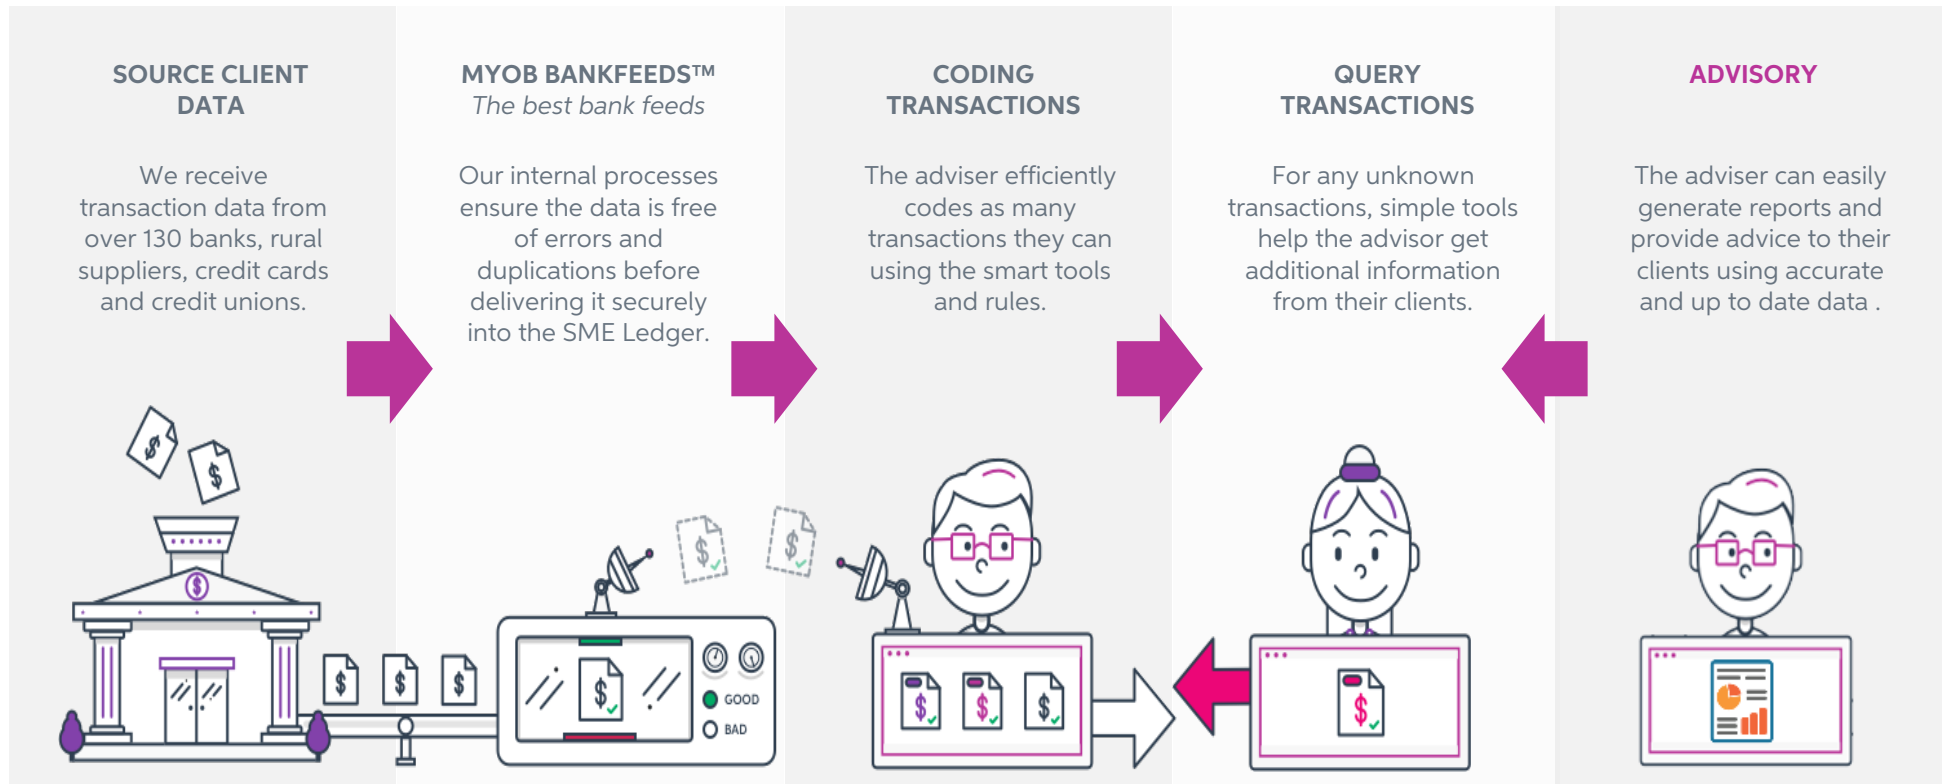 SOURCE CLIENT
DATA
We receive
transaction data from
over 130 banks, rural
suppliers, credit cards
and credit unions.
MYOB BANKFEEDS™
The best bank feeds
Our internal processes
ensure the data is free
of errors and
duplications before
delivering it securely
into the SME Ledger.
CODING
TRANSACTIONS
The adviser efficiently
codes as many
transactions they can
using the smart tools
and rules.
QUERY
TRANSACTIONS
For any unknown
transactions, simple tools
help the advisor get
additional information
from their clients.
ADVISORY
The adviser can easily
generate reports and
provide advice to their
clients using accurate
and up to date data .
$
$
$
$
$
$
$
$
$
GOOD
BAD
$
$
$
$